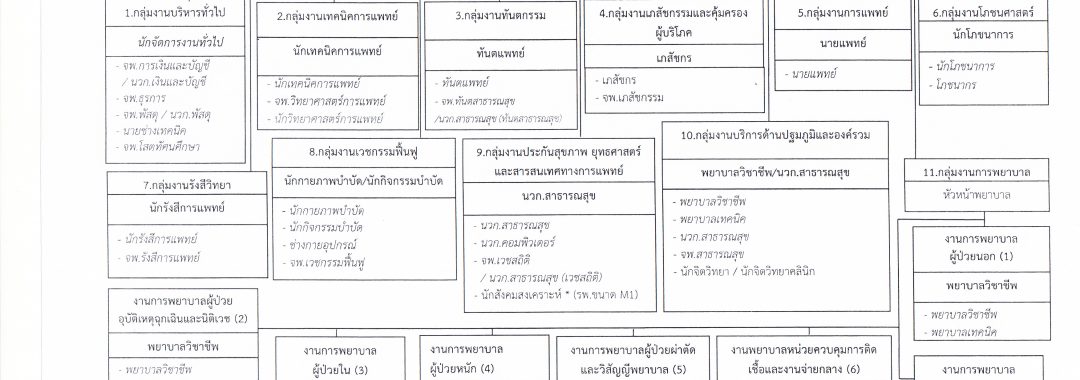 1.กลุ่มงานบริหารทั่วไป
นักจัดการงานทั่วไป
- จพ.การเงินและบัญชี
/ นวก.เงินและบัญชี
- จพ.ธุรการ
- จพ.พัสดุ / นวก.พัสดุ
- นายช่างเทคนิค
- จพ.โสตทัศนศึกษา
2.กลุ่มงานเทคนิคการแพทย์
นักเทคนิคการแพทย์
- นักเทคนิคการแพทย์
- จพ.วิทยาศาสตร์การแพทย์
- นักวิทยาศาสตร์การแพทย์
3.กลุ่มงานทันตกรรม
ทันตแพทย์
- ทันตแพทย์
- จพ.ทันตสาธารณสุข
/นวก.สาธารณสุข (ทันตสาธารณสุข)
4.กลุ่มงานเภสัชกรรมและคุ้มครอง
ผู้บริโภค
เภสัชกร
- เภสัชกร
- จพ.เภสัชกรรม
5.กลุ่มงานการแพทย์
นายแพทย์
- นายแพทย์
6.กลุ่มงานโภชนศาสตร์
นักโภชนาการ
- นักโภชนาการ
- โภชนากร
7.กลุ่มงานรังสีวิทยา
นักรังสีการแพทย์
- นักรังสีการแพทย์
- จพ.รังสีการแพทย์
8.กลุ่มงานเวชกรรมฟื้นฟู
นักกายภาพบำบัด/นักกิจกรรมบำบัด
- นักกายภาพบำบัด
- นักกิจกรรมบำบัด
- ช่างกายอุปกรณ์
- จพ.เวชกรรมฟื้นฟู
9.กลุ่มงานประกันสุขภาพ ยุทธศาสตร์
และสารสนเทศทางการแพทย์
นวก.สาธารณสุข
- นวก.สาธารณสุข
- นวก.คอมพิวเตอร์
- จพ.เวชสถิติ
/ นวก.สาธารณสุข (เวชสถิติ)
- นักสังคมสงเคราะห์ * (รพ.ขนาด M1)
10.กลุ่มงานบริการด้านปฐมภูมิและองค์รวม
พยาบาลวิชาชีพ/นวก.สาธารณสุข
- พยาบาลวิชาชีพ
- พยาบาลเทคนิค
- นวก.สาธารณสุข
- จพ.สาธารณสุข
- นักจิตวิทยา / นักจิตวิทยาคลินิก
11.กลุ่มงานการพยาบาล
หัวหน้าพยาบาล
งานการพยาบาล
ผู้ป่วยนอก (1)
พยาบาลวิชาชีพ
- พยาบาลวิชาชีพ
- พยาบาลเทคนิค
งานการพยาบาลผู้ป่วย
อุบัติเหตุฉุกเฉินและนิติเวช (2)
พยาบาลวิชาชีพ
- พยาบาลวิชาชีพ
งานการพยาบาล
ผู้ป่วยใน (3)
งานการพยาบาล
ผู้ป่วยหนัก (4)
งานการพยาบาลผู้ป่วยผ่าตัด
และวิสัญญีพยาบาล (5)
งานพยาบาลหน่วยควบคุมการติด
เชื้อและงานจ่ายกลาง (6)
งานการพยาบาล